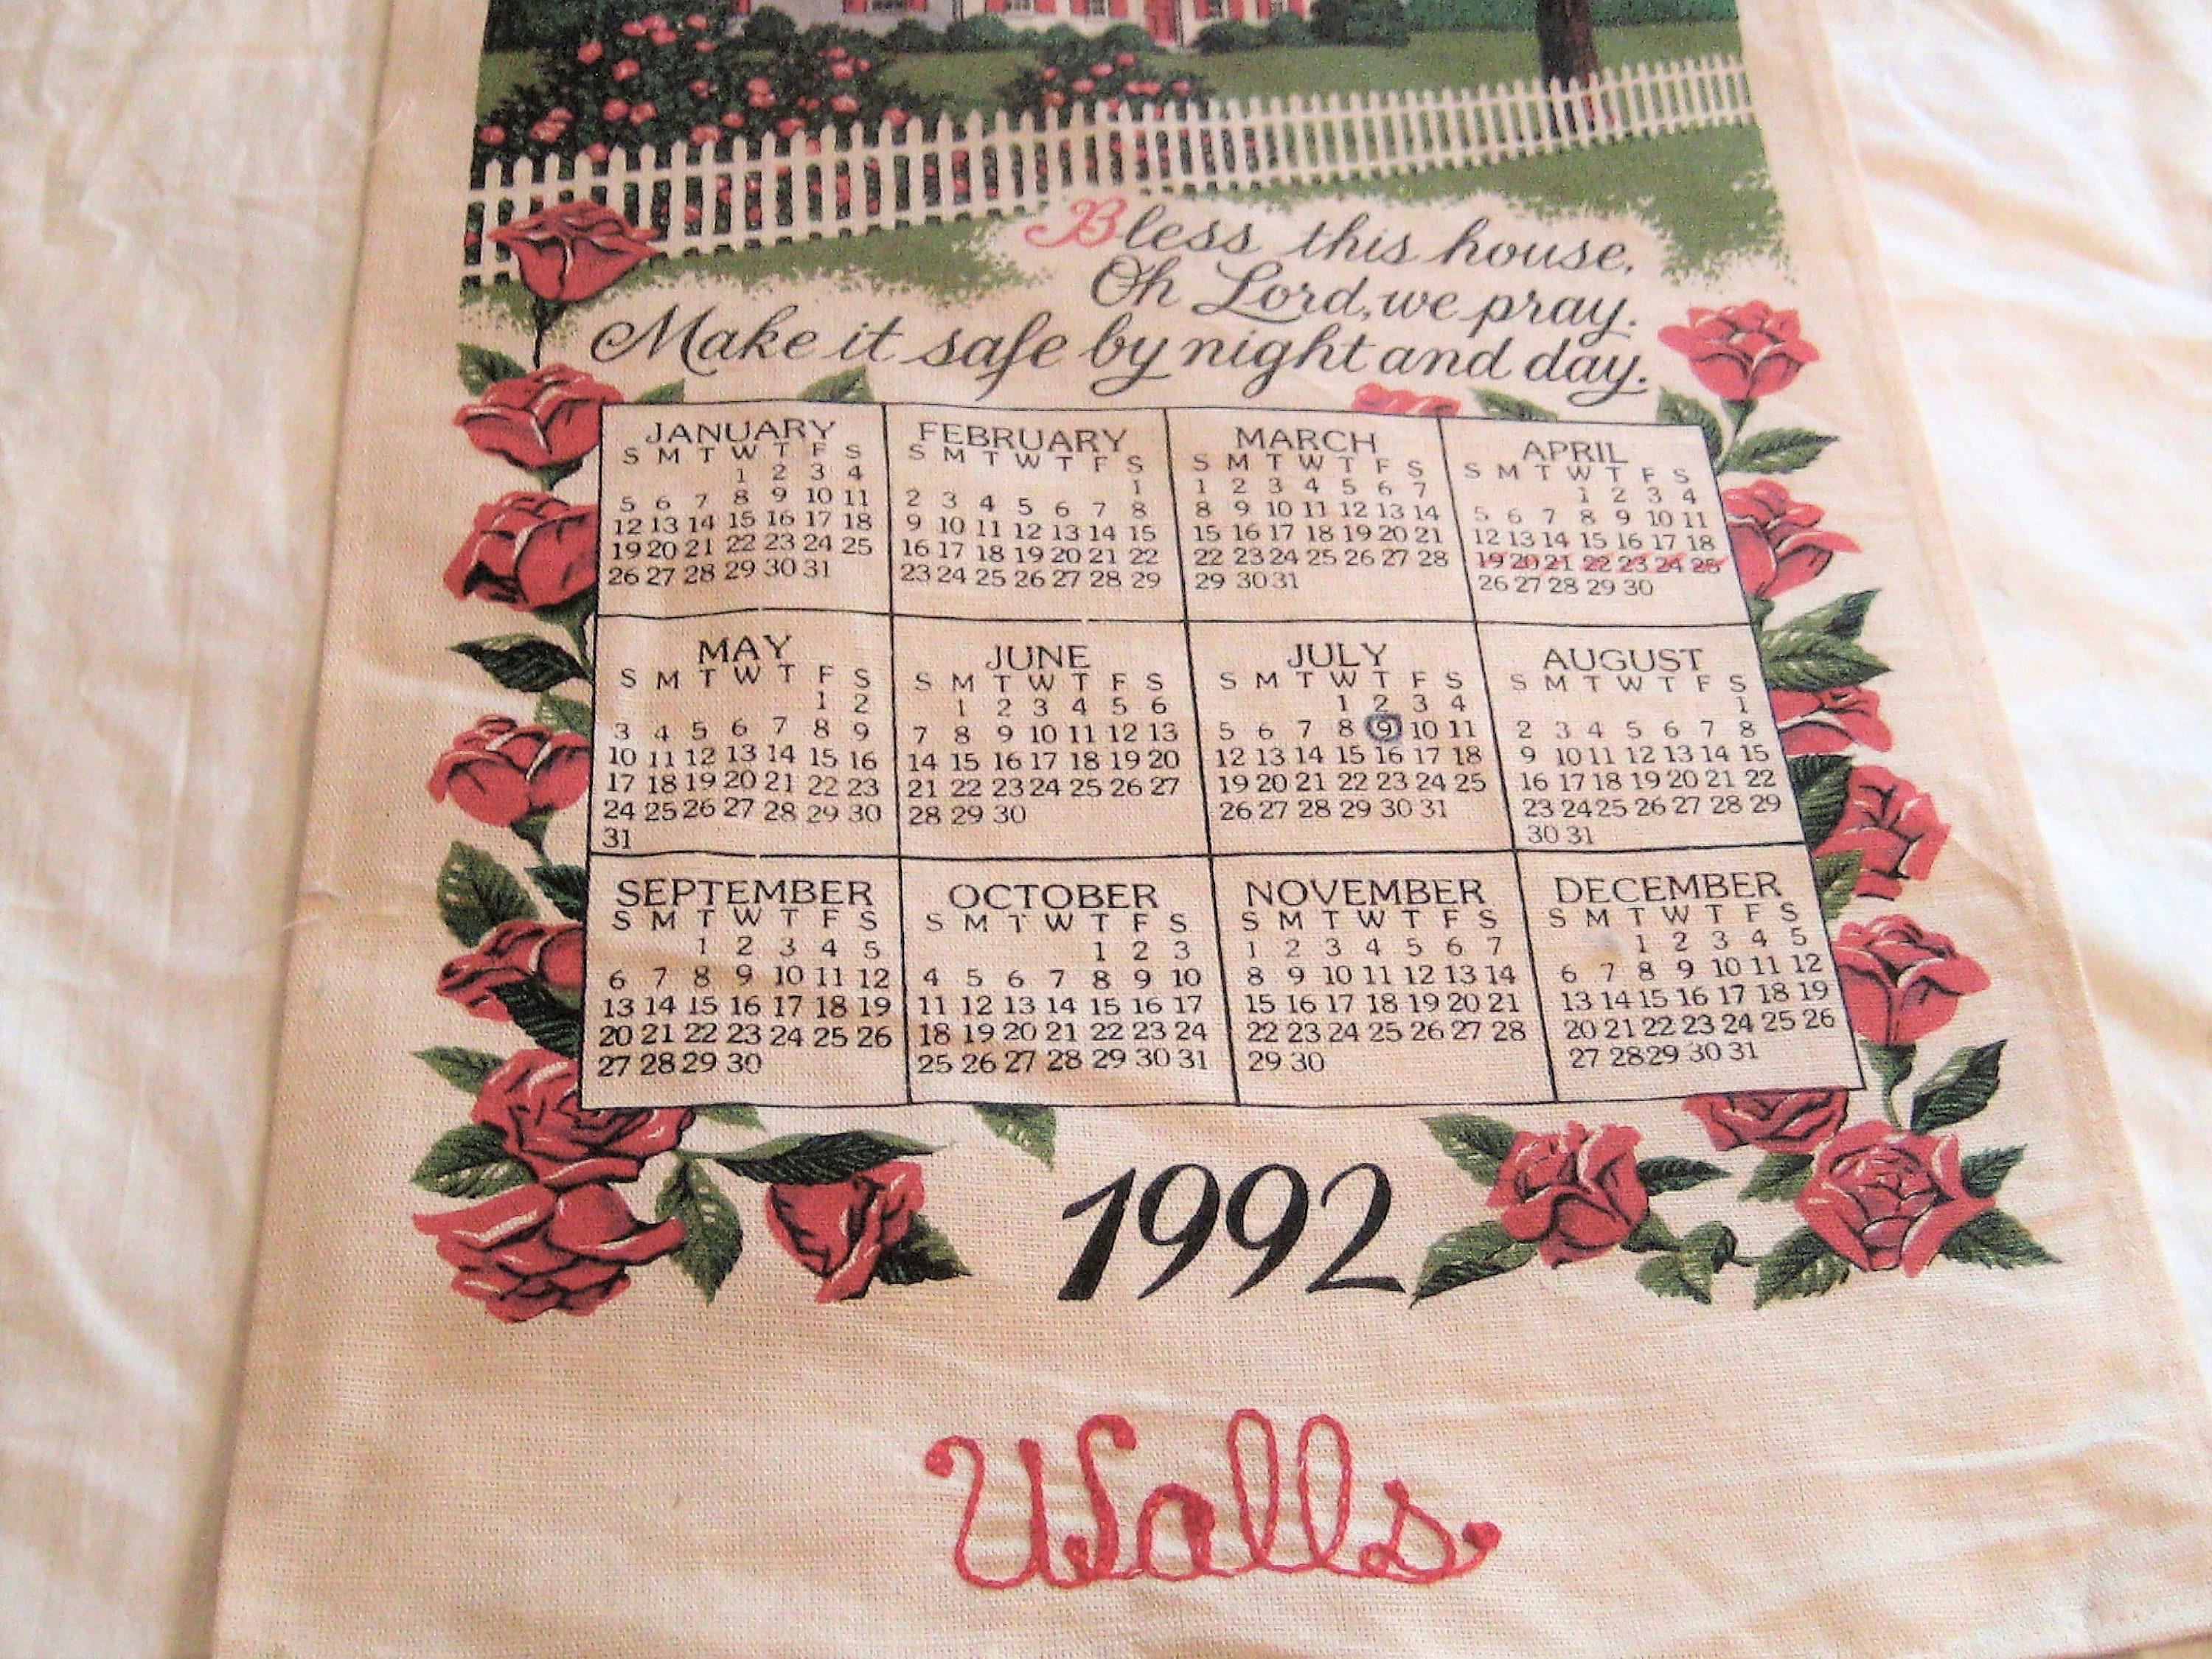 Bless this house,
Oh Lord, we pray.
Make it safe by night and day.
JANUARY
S M T W T F S
1 2 3 4
5 6 7 8 9 10 11
12 13 14 15 16 17 18
19 20 21 22 23 24 25
26 27 28 29 30 31
FEBRUARY
S M T W T F S
1
2 3 4 5 6 7 8
9 10 11 12 13 14 15
16 17 18 19 20 21 22
23 24 25 26 27 28 29
MARCH
S M T W T F S
1 2 3 4 5 6 7
8 9 10 11 12 13 14
15 16 17 18 19 20 21
22 23 24 25 26 27 28
29 30 31
APRIL
S M T W T F S
1 2 3 4
5 6 7 8 9 10 11
12 13 14 15 16 17 18
19 20 21 22 23 24 25
26 27 28 29 30
MAY
S M T W T F S
1 2
3 4 5 6 7 8 9
10 11 12 13 14 15 16
17 18 19 20 21 22 23
24 25 26 27 28 29 30
31
JUNE
S M T W T F S
1 2 3 4 5 6
7 8 9 10 11 12 13
14 15 16 17 18 19 20
21 22 23 24 25 26 27
28 29 30
JULY
S M T W T F S
1 2 3 4
5 6 7 8 9 10 11
12 13 14 15 16 17 18
19 20 21 22 23 24 25
26 27 28 29 30 31
AUGUST
S M T W T F S
1
2 3 4 5 6 7 8
9 10 11 12 13 14 15
16 17 18 19 20 21 22
23 24 25 26 27 28 29
30 31
SEPTEMBER
S M T W T F S
1 2 3 4 5
6 7 8 9 10 11 12
13 14 15 16 17 18 19
20 21 22 23 24 25 26
27 28 29 30
OCTOBER
S M T W T F S
1 2 3
4 5 6 7 8 9 10
11 12 13 14 15 16 17
18 19 20 21 22 23 24
25 26 27 28 29 30 31
NOVEMBER
S M T W T F S
1 2 3 4 5 6 7
8 9 10 11 12 13 14
15 16 17 18 19 20 21
22 23 24 25 26 27 28
29 30
DECEMBER
S M T W T F S
1 2 3 4 5
6 7 8 9 10 11 12
13 14 15 16 17 18 19
20 21 22 23 24 25 26
27 28 29 30 31
1992
Walls